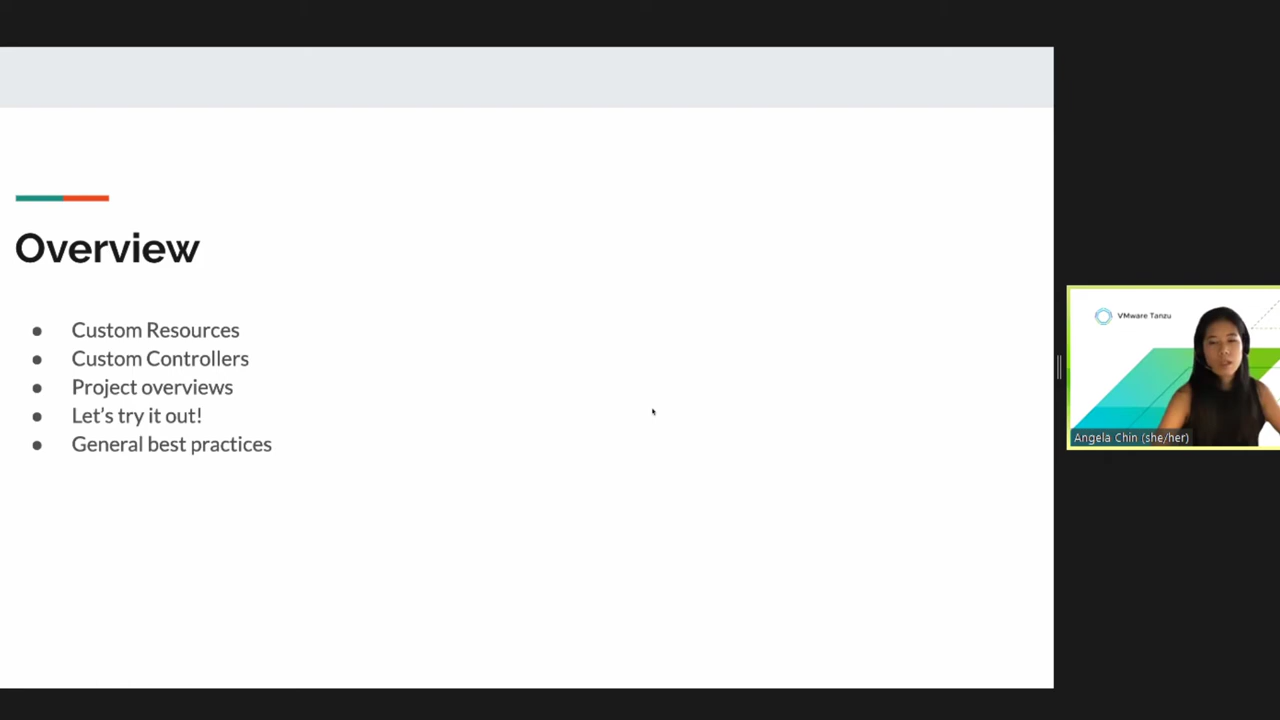 Overview
● Custom Resources
● Custom Controllers
● Project overviews
● Let's try it out!
● General best practices
VMware Tanzu
Angela Chin (she/her)